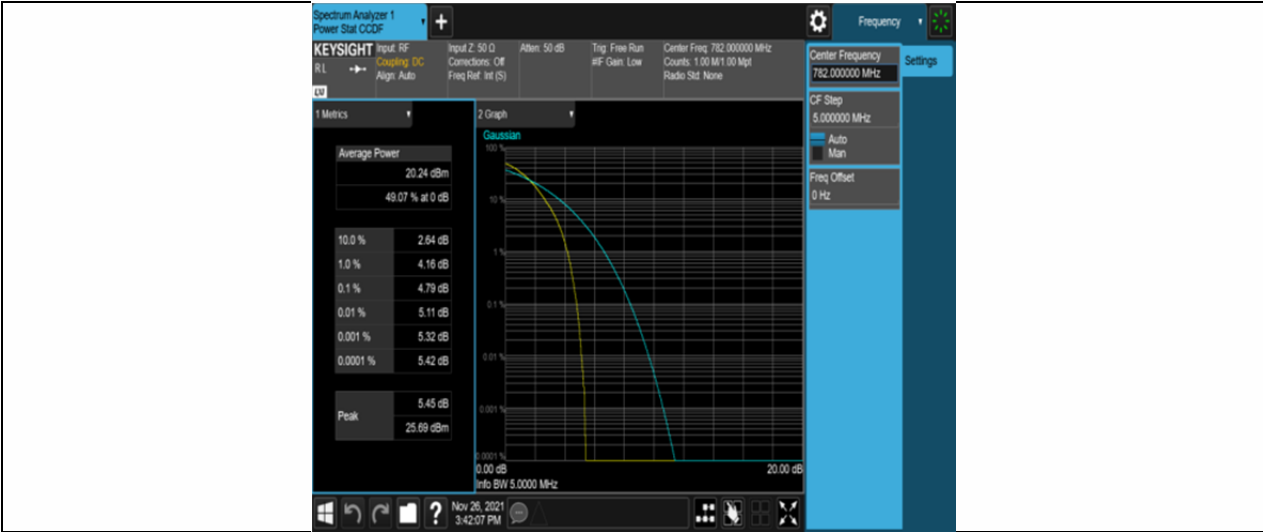 Spectrum Analyzer 1
Power Stat CCDF
Frequency
KEYSIGHT
RL
LV
Input: RF
Coupling: DC
Align: Auto
Input Z: 50 Ω
Corrections: Off
Freq Ref: Int (S)
Atten: 50 dB
Trig: Free Run
#IF Gain: Low
Center Freq: 782.000000 MHz
Counts: 1.00 M/1.00 Mpt
Radio Std: None
Center Frequency
782.000000 MHz
Settings
CF Step
5.000000 MHz
Auto
Man
Freq Offset
0 Hz
1 Metrics
Average Power
20.24 dBm
49.07 % at 0 dB
10.0 % 2.64 dB
1.0 % 4.16 dB
0.1 % 4.79 dB
0.01 % 5.11 dB
0.001 % 5.32 dB
0.0001 % 5.42 dB
Peak
5.45 dB
25.69 dBm
2 Graph
Gaussian
100 %
10 %
1 %
0.1 %
0.01 %
0.001 %
0.0001 %
0.00 dB 20.00 dB
Info BW 5.0000 MHz
?
Nov 26, 2021
3:42:07 PM